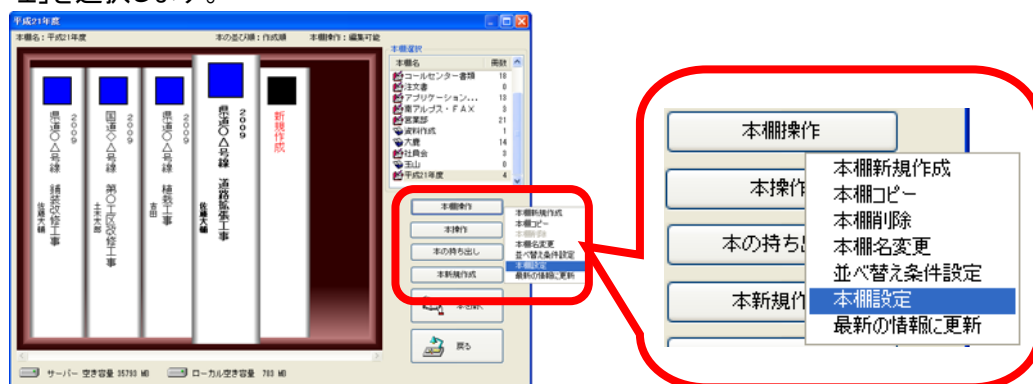 平成21年度
本棚名：平成21年度 本の並び順：作成順 本棚操作：編集可能
2009 県道○△号線 舗装改修工事 佐藤大輔
2009 国道◇△号線 第○工区改修工事 土木太郎
2009 県道○△号線 植栽工事 吉田
2009 県道○△号線 道路拡張工事 佐藤大輔
新規作成
本棚選択
本棚名 冊数
コールセンター書類 18
注文書 0
アプリケーション... 13
南アルプス・FAX 3
営業部 21
資料作成 1
大鹿 14
社員会 3
玉山 0
平成21年度 4
本棚操作
本操作
本の持ち出し
本新規作成
戻る
本棚新規作成
本棚コピー
本棚削除
本棚名変更
並べ替え条件設定
本棚設定
最新の情報に更新
サーバー 空き容量 35793 MB ローカル空き容量 703 MB
本棚操作
本操作
本の持ち
本新規作
本棚新規作成
本棚コピー
本棚削除
本棚名変更
並べ替え条件設定
本棚設定
最新の情報に更新